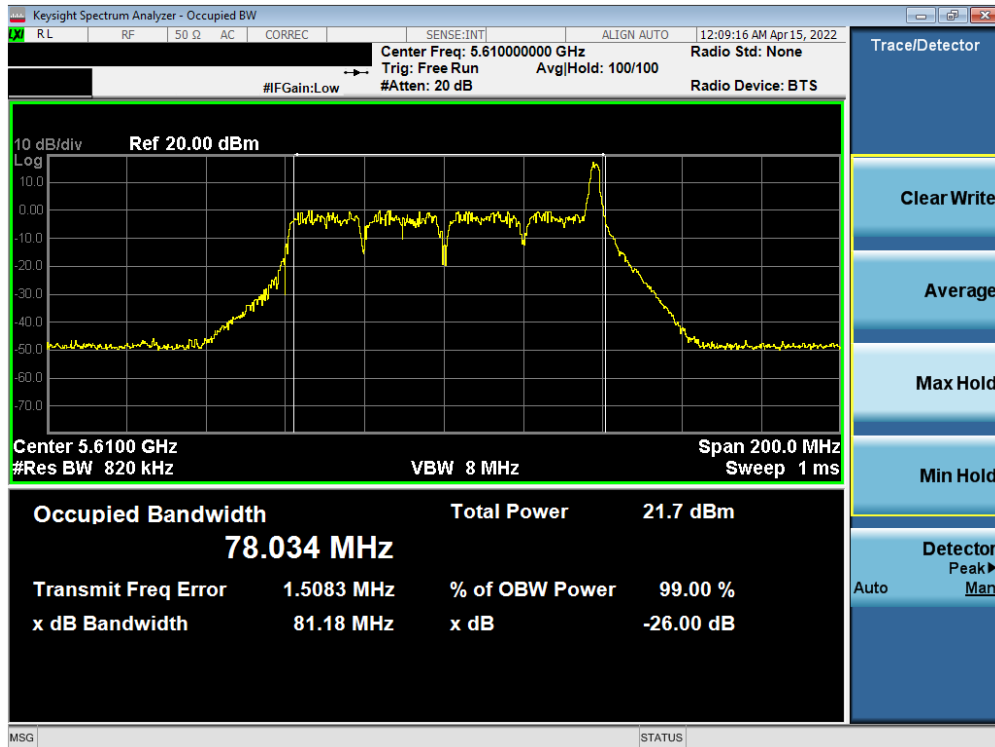 Keysight Spectrum Analyzer - Occupied BW
LXI RL RF 50 Ω AC CORREC SENSE:INT ALIGN AUTO 12:09:16 AM Apr 15, 2022
Center Freq: 5.610000000 GHz Radio Std: None
Trig: Free Run Avg|Hold: 100/100
#IFGain:Low #Atten: 20 dB Radio Device: BTS
10 dB/div Ref 20.00 dBm
Log
10.0
0.00
-10.0
-20.0
-30.0
-40.0
-50.0
-60.0
-70.0
Center 5.6100 GHz Span 200.0 MHz
#Res BW 820 kHz VBW 8 MHz Sweep 1 ms
Occupied Bandwidth Total Power 21.7 dBm
78.034 MHz
Transmit Freq Error 1.5083 MHz % of OBW Power 99.00 %
x dB Bandwidth 81.18 MHz x dB -26.00 dB
MSG STATUS
Trace/Detector
Clear Write
Average
Max Hold
Min Hold
Detector
Peak▶
Auto Man